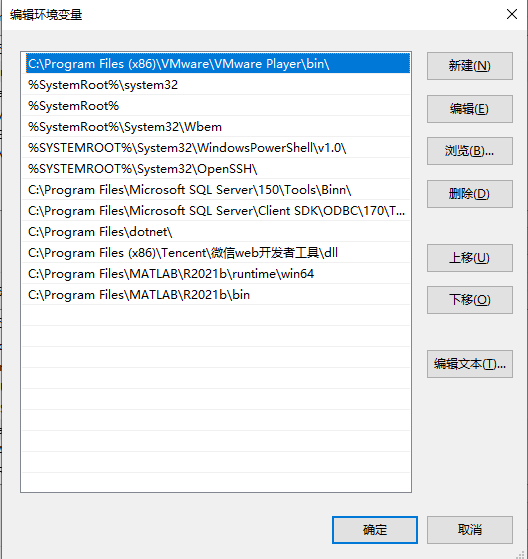 编辑环境变量
C:\Program Files (x86)\VMware\VMware Player\bin\
新建(N)
%SystemRoot%\system32
%SystemRoot%
编辑(E)
%SystemRoot%\System32\Wbem
%SYSTEMROOT%\System32\WindowsPowerShell\v1.0\
浏览(B)...
%SYSTEMROOT%\System32\OpenSSH\
C:\Program Files\Microsoft SQL Server\150\Tools\Binn\
删除(D)
C:\Program Files\Microsoft SQL Server\Client SDK\ODBC\170\T...
C:\Program Files\dotnet\
C:\Program Files (x86)\Tencent\微信web开发者工具\dll
上移(U)
C:\Program Files\MATLAB\R2021b\runtime\win64
C:\Program Files\MATLAB\R2021b\bin
下移(O)
编辑文本(T)...
确定
取消